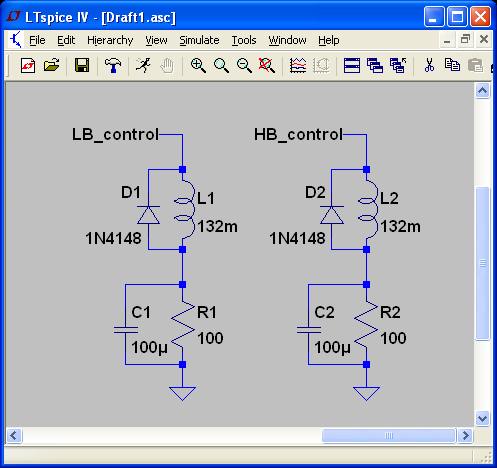 LTspice IV - [Draft1.asc]
File Edit Hierarchy View Simulate Tools Window Help
LB_control HB_control
D1 L1 D2 L2
1N4148 132m 1N4148 132m
C1 R1 C2 R2
100µ 100 100µ 100